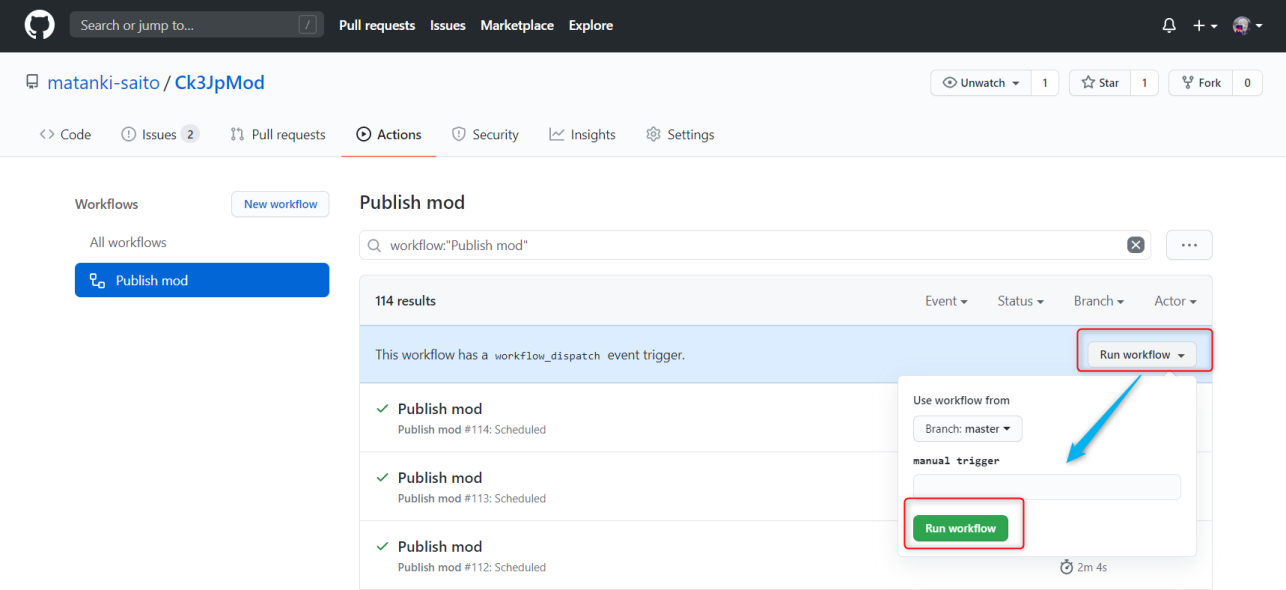 Search or jump to... /
Pull requests Issues Marketplace Explore
matanki-saito / Ck3JpMod
Unwatch 1 Star 1 Fork 0
Code Issues 2 Pull requests Actions Security Insights Settings
Workflows New workflow
All workflows
Publish mod
Publish mod
workflow:"Publish mod"
114 results Event Status Branch Actor
This workflow has a workflow_dispatch event trigger. Run workflow
Use workflow from
Branch: master
manual trigger
Run workflow
Publish mod
Publish mod #114: Scheduled
Publish mod
Publish mod #113: Scheduled
Publish mod
Publish mod #112: Scheduled
2m 4s